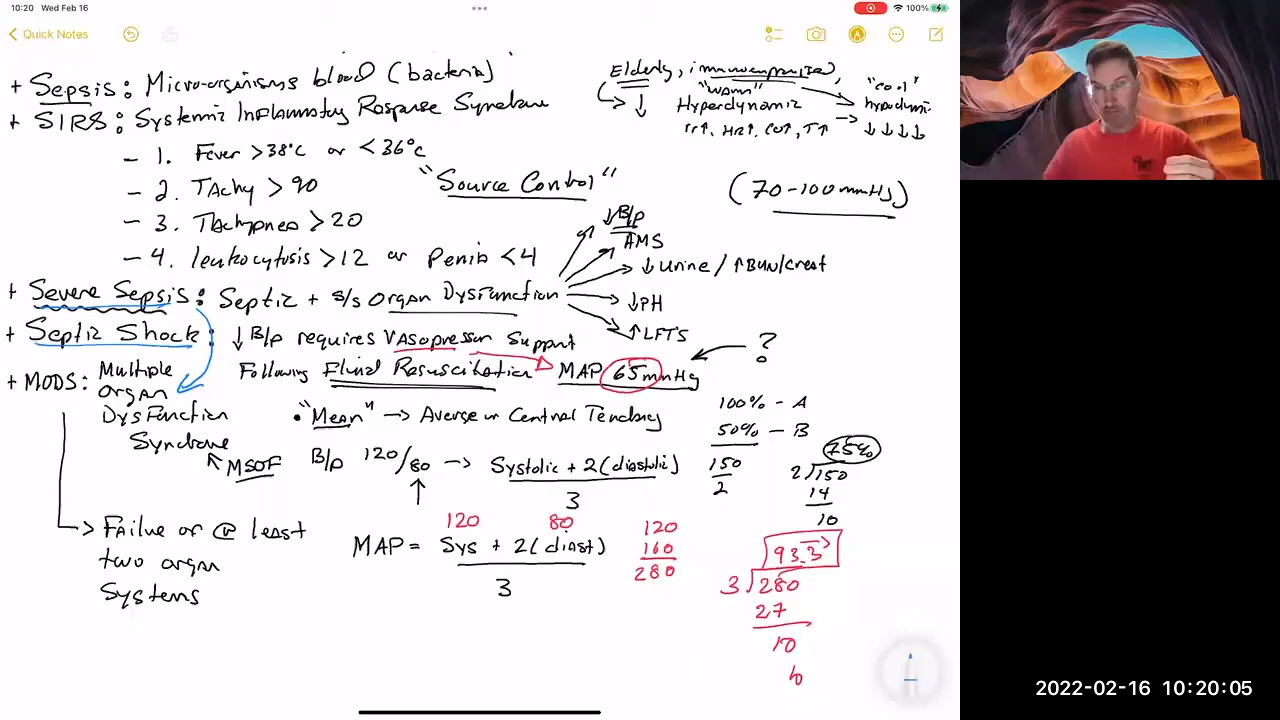 10:20 Wed Feb 16
100%
Quick Notes
+ Sepsis: Micro-organisms blood (bacteria)
+ SIRS: Systemic Inflammatory Response Syndrome
- 1. Fever >38°C or <36°C
- 2. TAchy > 90
- 3. Tachypnea > 20
- 4. leukocytosis >12 or penia <4
"Source Control"
Elderly, immunocompromised,
↓
"warm"
Hyperdynamic
HR↑, CO↑, T↑
"cool"
↓↓↓↓
(70-100mmHg)
+ Severe Sepsis: Septic + s/s Organ DysFunction
↓ B/p
AMS
↓ Urine / ↑ BUN/creat
↓ PH
↑ LFTS
+ Septic Shock: ↓ B/p requires VASopressor Support
Following Fluid Resuscitation MAP 65mmHg
?
+ MODS: Multiple
Organ
DysFunction
Syndrome
MSOF
> Failure of @ least
two organ
Systems
• "Mean" → Average or Central Tendency
B/p 120/80 → Systolic + 2(diastolic)
3
120 80
MAP = Sys + 2(diast)
3
100% - A
50% - B
150
2
75%
2 150
14
10
120
160
280
93.3
3 280
27
10
2022-02-16 10:20:05